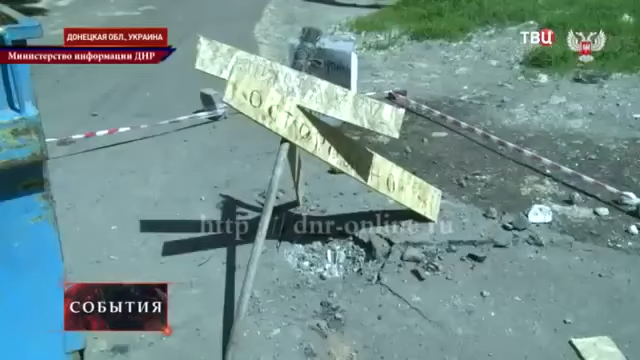 ДОНЕЦКАЯ ОБЛ., УКРАИНА
Министерство информации ДНР
ТВЦ
ОСТОРОЖНО
http://dnr-online.ru
СОБЫТИЯ